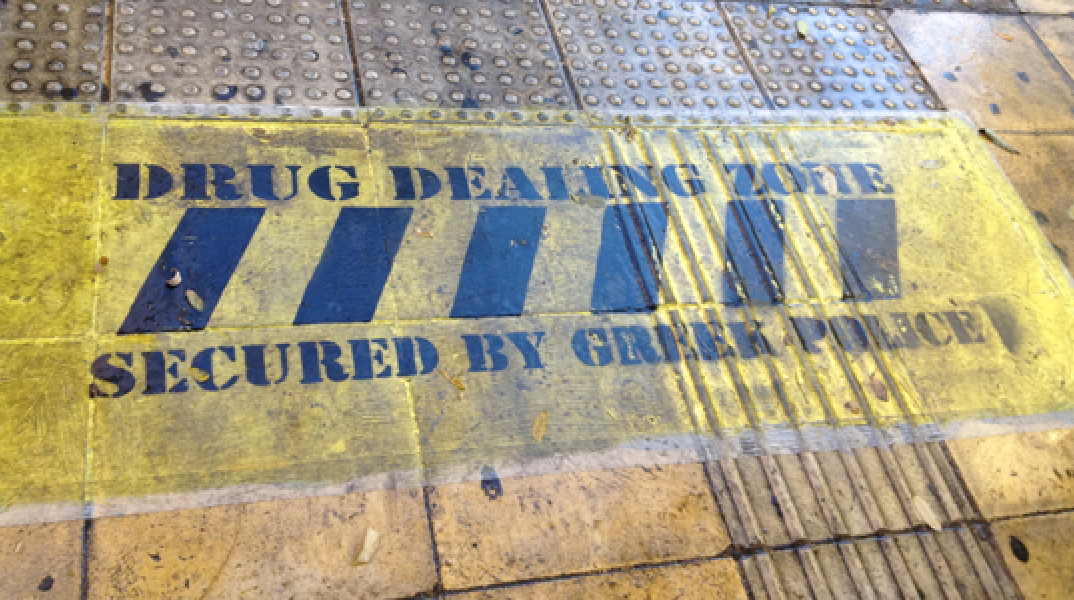 DRUG DEALING ZONE
SECURED BY GREEK POLICE